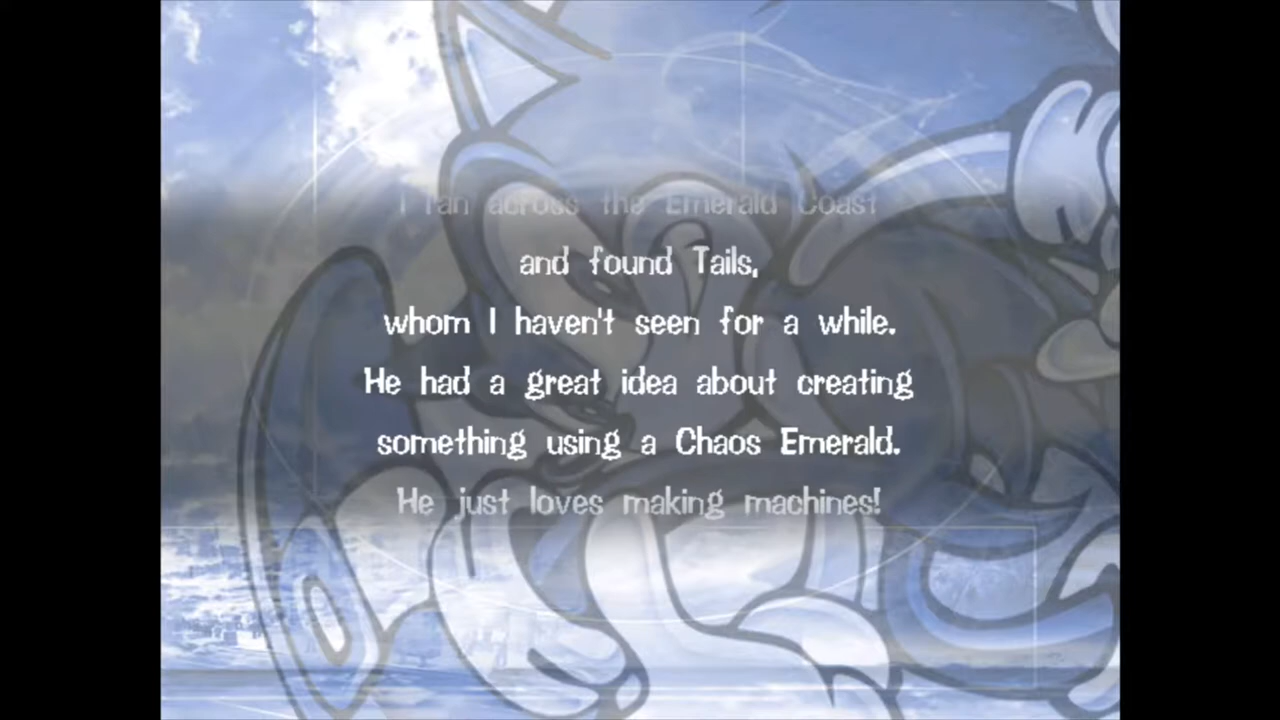 I ran across the Emerald Coast
and found Tails,
whom I haven't seen for a while.
He had a great idea about creating
something using a Chaos Emerald.
He just loves making machines!